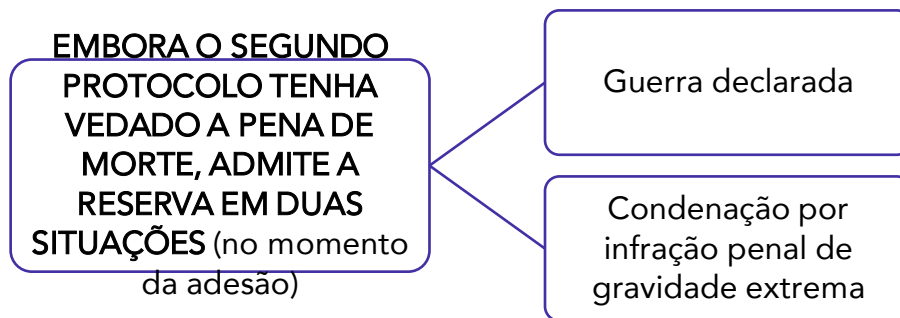 EMBORA O SEGUNDO
PROTOCOLO TENHA
VEDADO A PENA DE
MORTE, ADMITE A
RESERVA EM DUAS
SITUAÇÕES (no momento
da adesão)
Guerra declarada
Condenação por
infração penal de
gravidade extrema